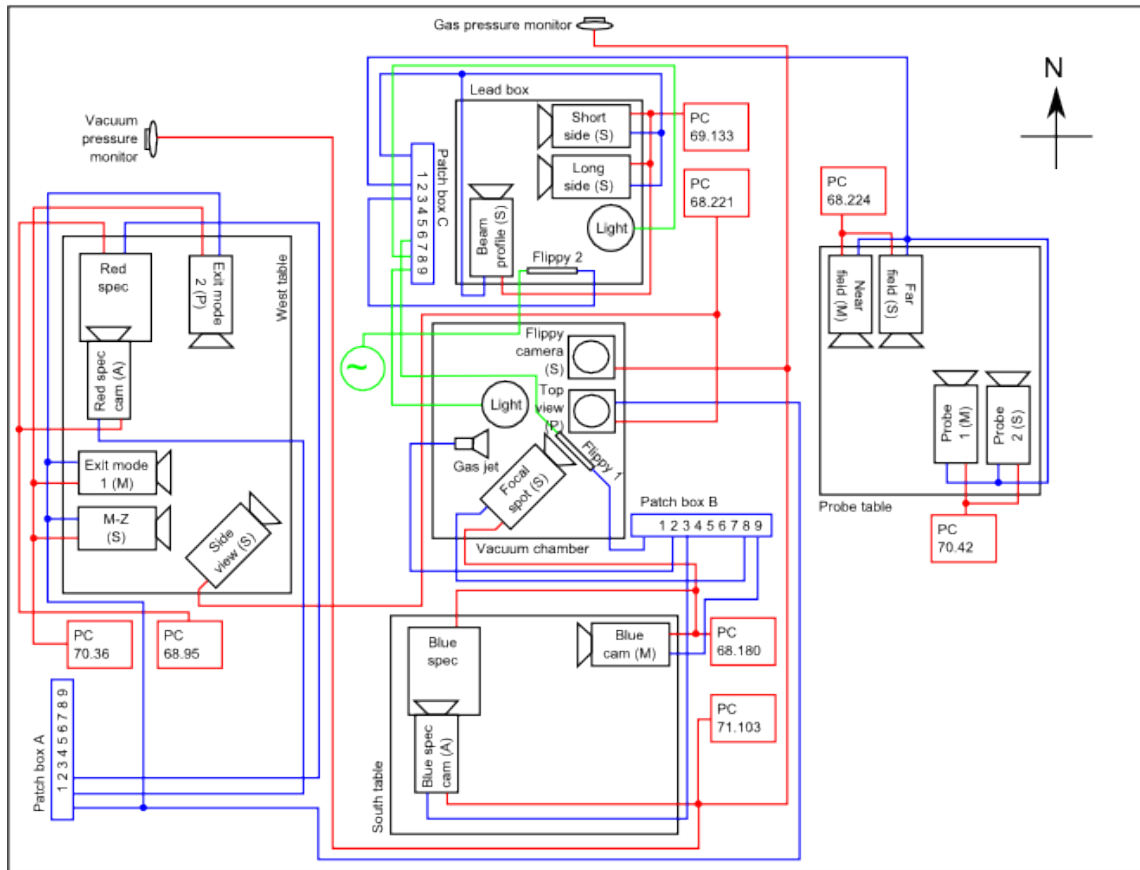 Gas pressure monitor
N
Lead box
Vacuum
pressure
monitor
Short
side (S)
PC
69.133
Patch box C
1 2 3 4 5 6 7 8 9
Long
side (S)
PC
68.221
PC
68.224
Beam
profile (S)
Light
Flippy 2
Red
spec
Exit mode
2 (P)
West table
Near
field (M)
Far
field (S)
~
Flippy
camera
(S)
Red spec
cam (A)
Light
Top
view
(P)
Probe
1 (M)
Probe
2 (S)
Gas jet
Flippy 1
Exit mode
1 (M)
Focal
spot (S)
Patch box B
1 2 3 4 5 6 7 8 9
Probe table
M-Z
(S)
Side
view (S)
Vacuum chamber
PC
70.42
PC
70.36
PC
68.95
Blue
spec
Blue
cam (M)
PC
68.180
Patch box A
1 2 3 4 5 6 7 8 9
Blue spec
cam (A)
PC
71.103
South table